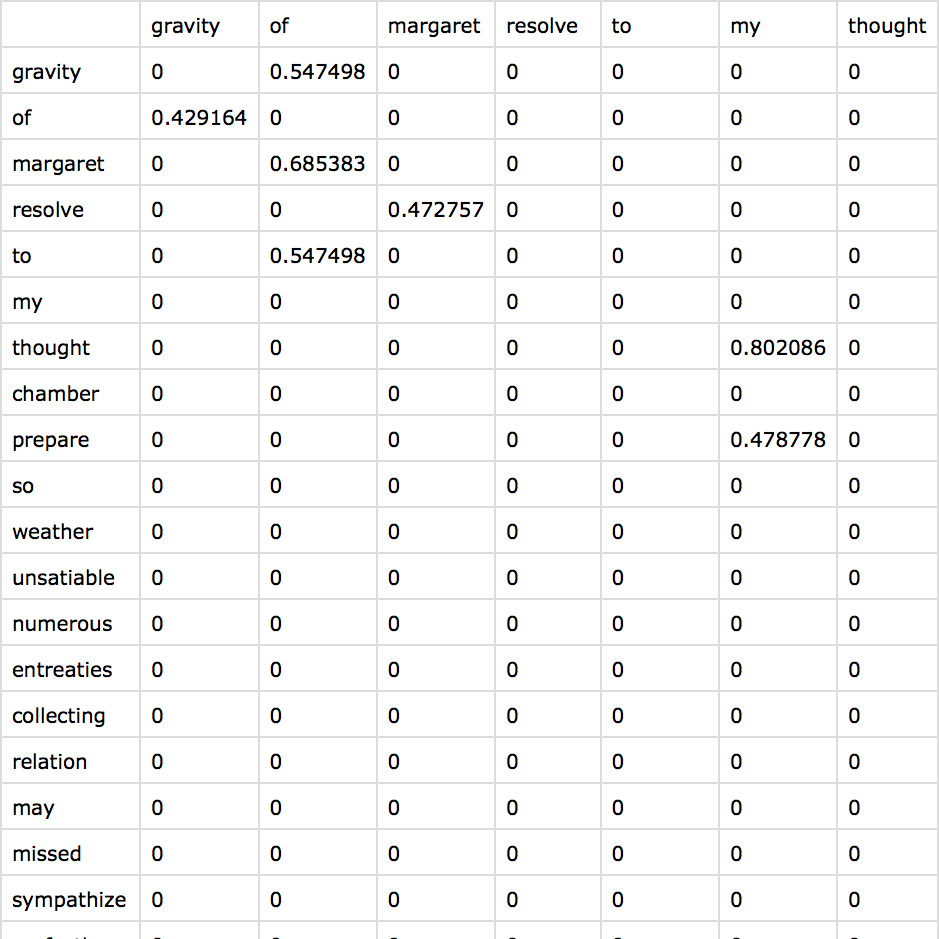 gravity of margaret resolve to my thought
gravity 0 0.547498 0 0 0 0 0
of 0.429164 0 0 0 0 0 0
margaret 0 0.685383 0 0 0 0 0
resolve 0 0 0.472757 0 0 0 0
to 0 0.547498 0 0 0 0 0
my 0 0 0 0 0 0 0
thought 0 0 0 0 0 0.802086 0
chamber 0 0 0 0 0 0 0
prepare 0 0 0 0 0 0.478778 0
so 0 0 0 0 0 0 0
weather 0 0 0 0 0 0 0
unsatiable 0 0 0 0 0 0 0
numerous 0 0 0 0 0 0 0
entreaties 0 0 0 0 0 0 0
collecting 0 0 0 0 0 0 0
relation 0 0 0 0 0 0 0
may 0 0 0 0 0 0 0
missed 0 0 0 0 0 0 0
sympathize 0 0 0 0 0 0 0